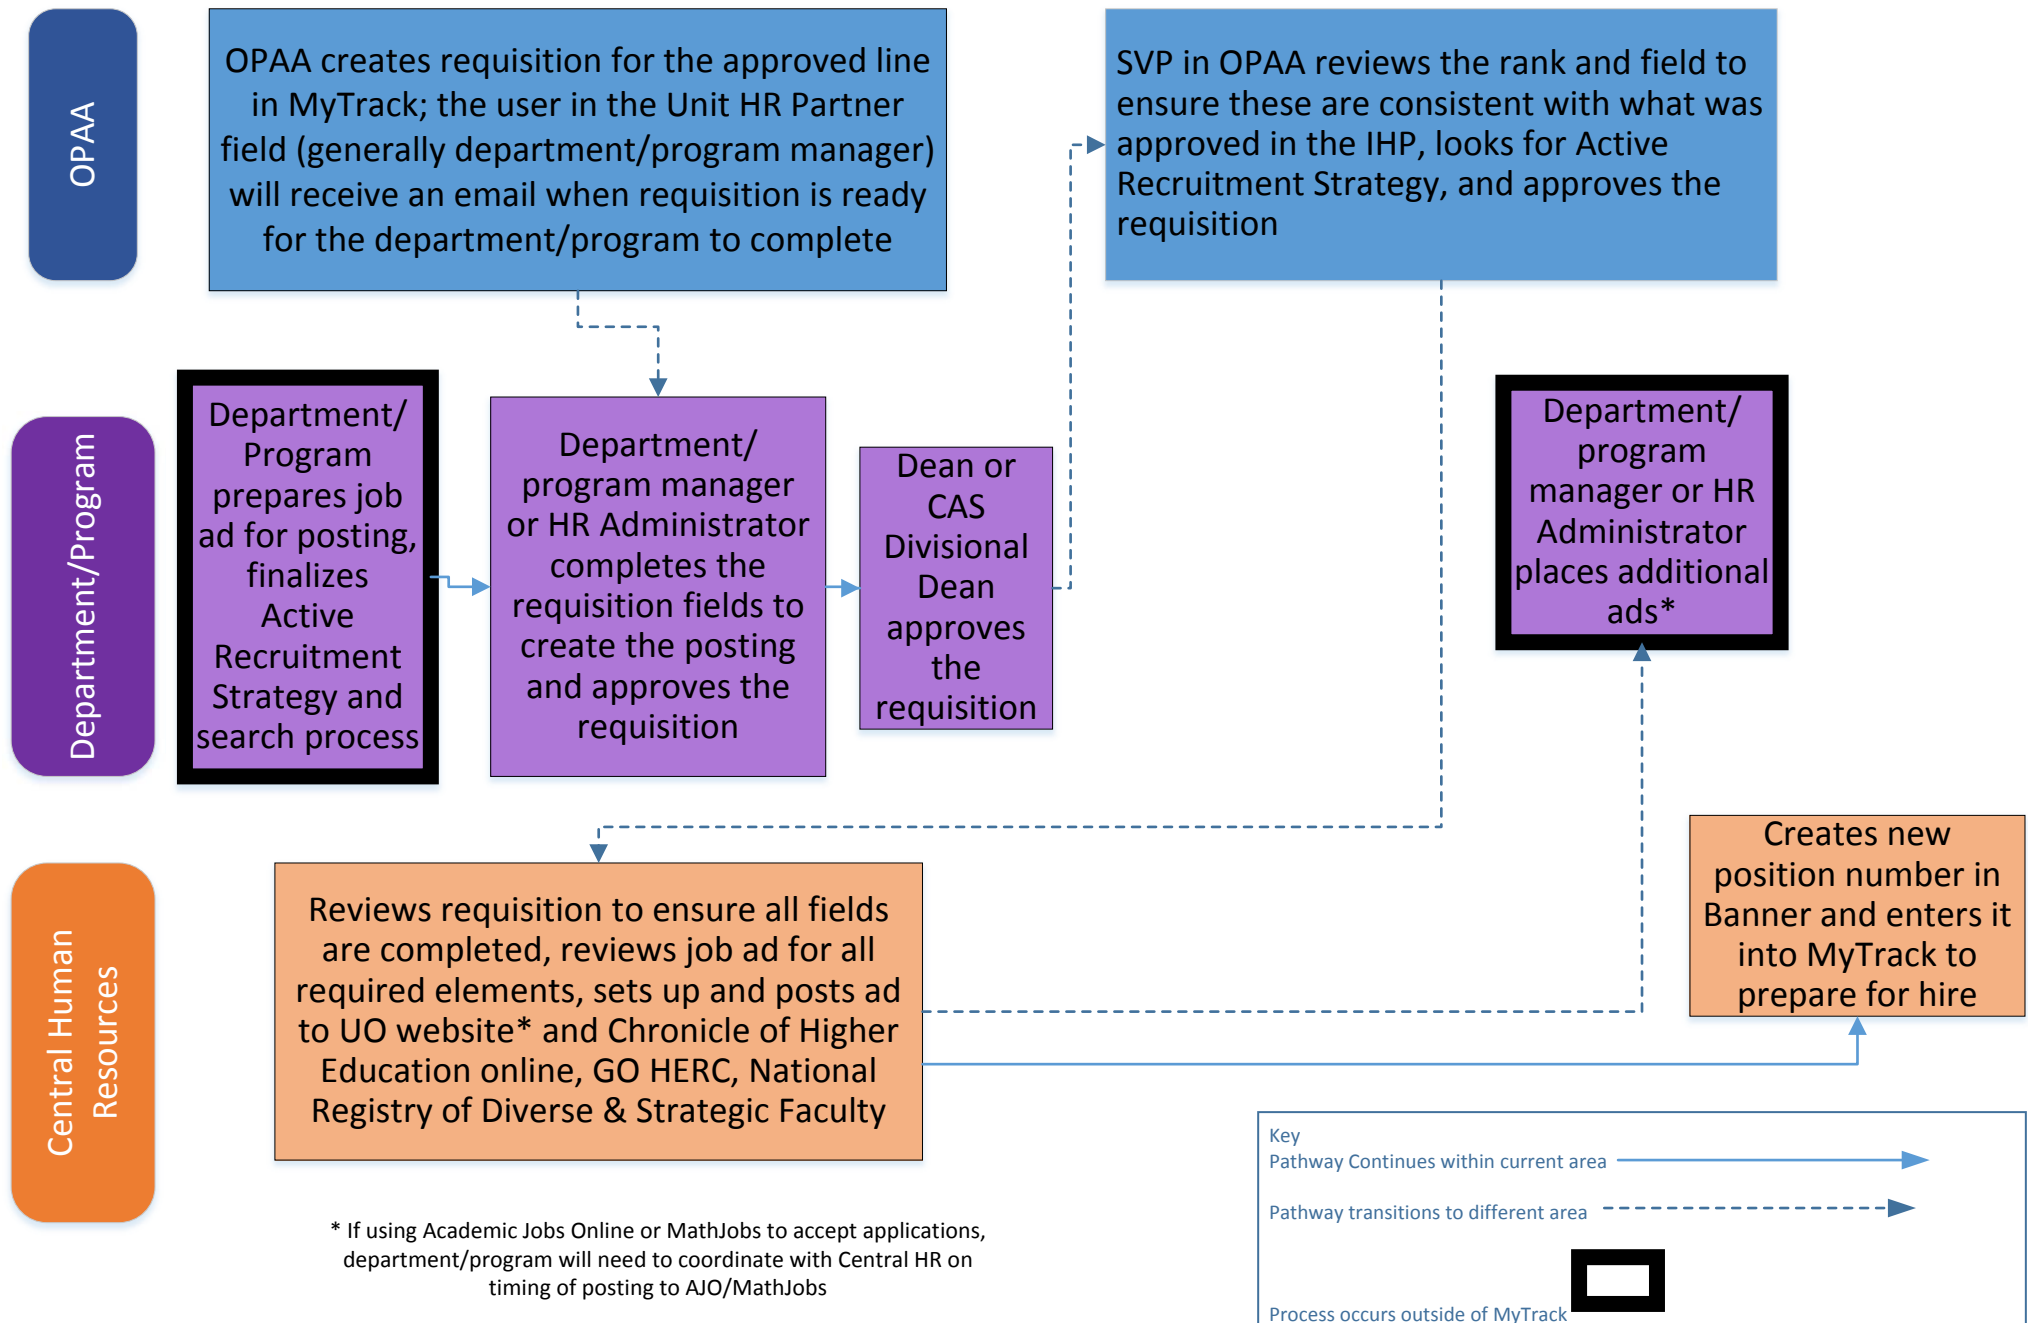 OPAA
OPAA creates requisition for the approved line
in MyTrack; the user in the Unit HR Partner
field (generally department/program manager)
will receive an email when requisition is ready
for the department/program to complete
SVP in OPAA reviews the rank and field to
ensure these are consistent with what was
approved in the IHP, looks for Active
Recruitment Strategy, and approves the
requisition
Department/Program
Department/
Program
prepares job
ad for posting,
finalizes
Active
Recruitment
Strategy and
search process
Department/
program manager
or HR Administrator
completes the
requisition fields to
create the posting
and approves the
requisition
Dean or
CAS
Divisional
Dean
approves
the
requisition
Department/
program
manager or HR
Administrator
places additional
ads*
Central Human
Resources
Reviews requisition to ensure all fields
are completed, reviews job ad for all
required elements, sets up and posts ad
to UO website* and Chronicle of Higher
Education online, GO HERC, National
Registry of Diverse & Strategic Faculty
Creates new
position number in
Banner and enters it
into MyTrack to
prepare for hire
* If using Academic Jobs Online or MathJobs to accept applications,
department/program will need to coordinate with Central HR on
timing of posting to AJO/MathJobs
Key
Pathway Continues within current area
Pathway transitions to different area
Process occurs outside of MyTrack